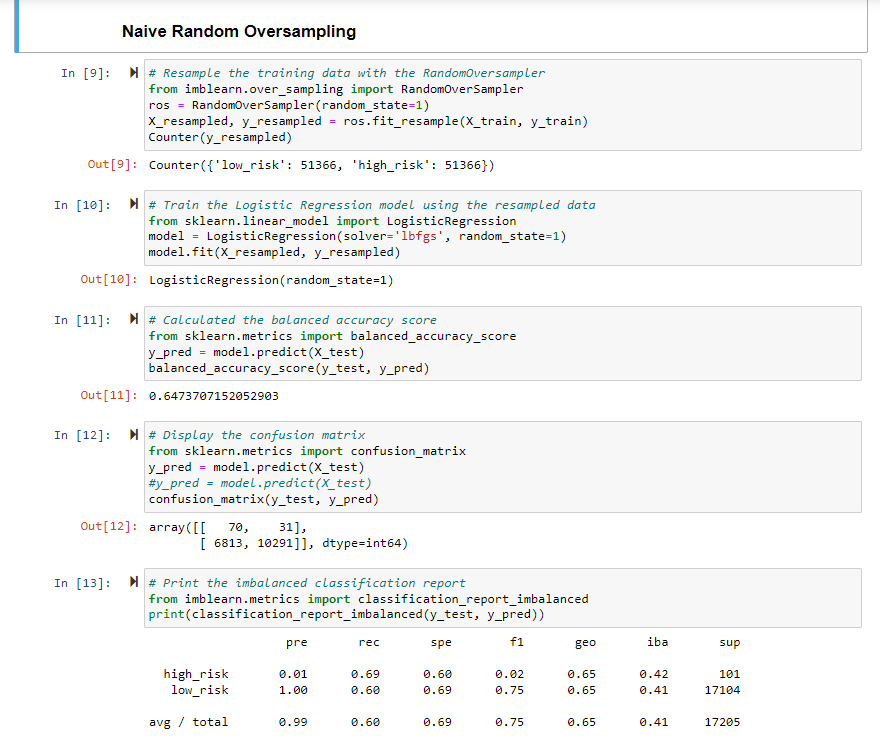 Naive Random Oversampling
In [9]:
# Resample the training data with the RandomOversampler
from imblearn.over_sampling import RandomOverSampler
ros = RandomOverSampler(random_state=1)
X_resampled, y_resampled = ros.fit_resample(X_train, y_train)
Counter(y_resampled)
Out[9]: Counter({'low_risk': 51366, 'high_risk': 51366})
In [10]:
# Train the Logistic Regression model using the resampled data
from sklearn.linear_model import LogisticRegression
model = LogisticRegression(solver='lbfgs', random_state=1)
model.fit(X_resampled, y_resampled)
Out[10]: LogisticRegression(random_state=1)
In [11]:
# Calculated the balanced accuracy score
from sklearn.metrics import balanced_accuracy_score
y_pred = model.predict(X_test)
balanced_accuracy_score(y_test, y_pred)
Out[11]: 0.6473707152052903
In [12]:
# Display the confusion matrix
from sklearn.metrics import confusion_matrix
y_pred = model.predict(X_test)
#y_pred = model.predict(X_test)
confusion_matrix(y_test, y_pred)
Out[12]: array([[   70,    31],
       [ 6813, 10291]], dtype=int64)
In [13]:
# Print the imbalanced classification report
from imblearn.metrics import classification_report_imbalanced
print(classification_report_imbalanced(y_test, y_pred))
pre rec spe f1 geo iba sup
high_risk 0.01 0.69 0.60 0.02 0.65 0.42 101
low_risk 1.00 0.60 0.69 0.75 0.65 0.41 17104
avg / total 0.99 0.60 0.69 0.75 0.65 0.41 17205